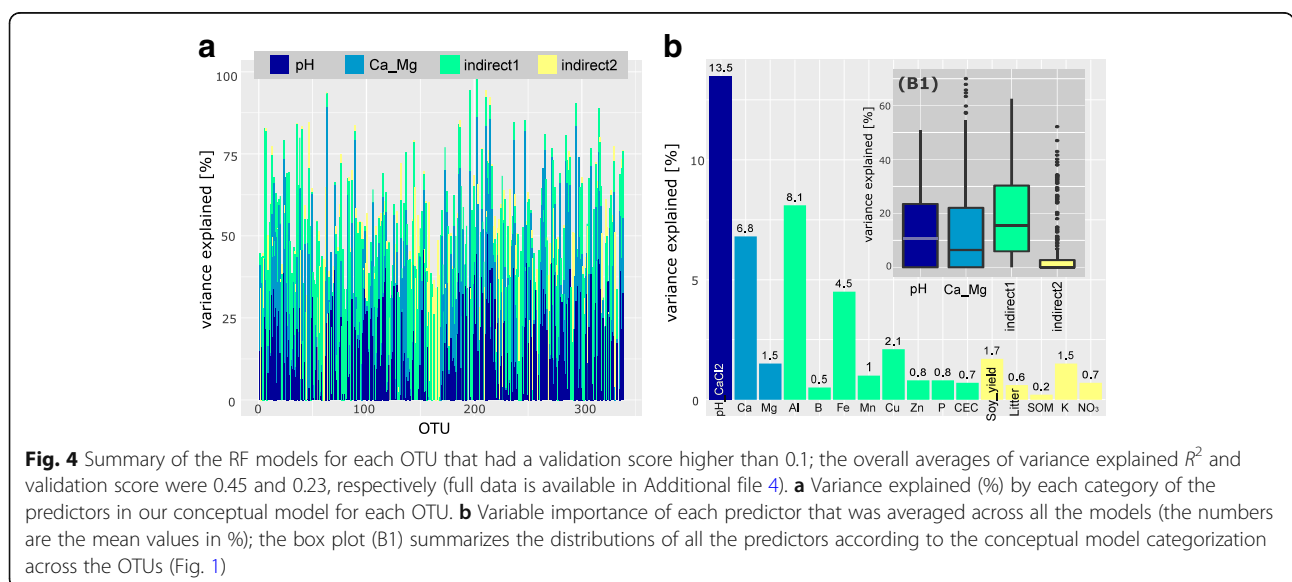 a
pH Ca_Mg indirect1 indirect2
variance explained [%]
100
75
50
25
0
0 100 200 300
OTU
b
variance explained [%]
10
5
0
13.5
6.8
1.5
8.1
0.5
4.5
1
2.1
0.8
0.8
0.7
1.7
0.6
0.2
1.5
0.7
pH_CaCl2 Ca Mg Al B Fe Mn Cu Zn P CEC Soy_yield Litter SOM K NO₃
(B1)
variance explained [%]
60
40
20
0
pH Ca_Mg indirect1 indirect2
Fig. 4 Summary of the RF models for each OTU that had a validation score higher than 0.1; the overall averages of variance explained R² and
validation score were 0.45 and 0.23, respectively (full data is available in Additional file 4). a Variance explained (%) by each category of the
predictors in our conceptual model for each OTU. b Variable importance of each predictor that was averaged across all the models (the numbers
are the mean values in %); the box plot (B1) summarizes the distributions of all the predictors according to the conceptual model categorization
across the OTUs (Fig. 1)